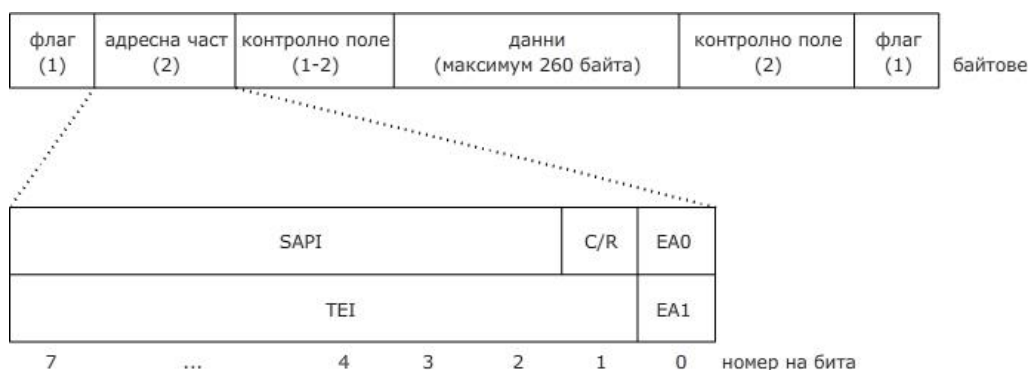 флаг адресна част контролно поле данни контролно поле флаг
(1) (2) (1-2) (максимум 260 байта) (2) (1) байтове
SAPI C/R EA0
TEI EA1
7 ... 4 3 2 1 0 номер на бита